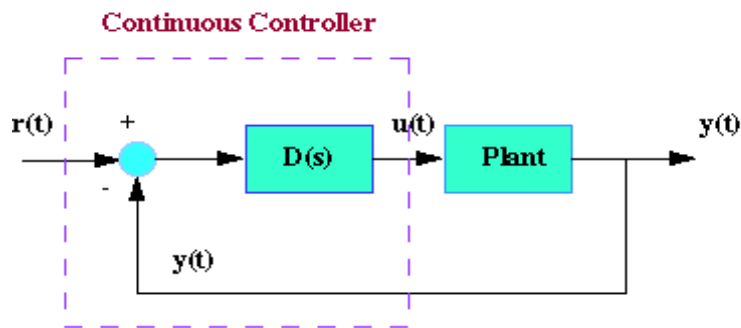 Continuous Controller
r(t)
+
u(t)
y(t)
D(s)
Plant
-
y(t)